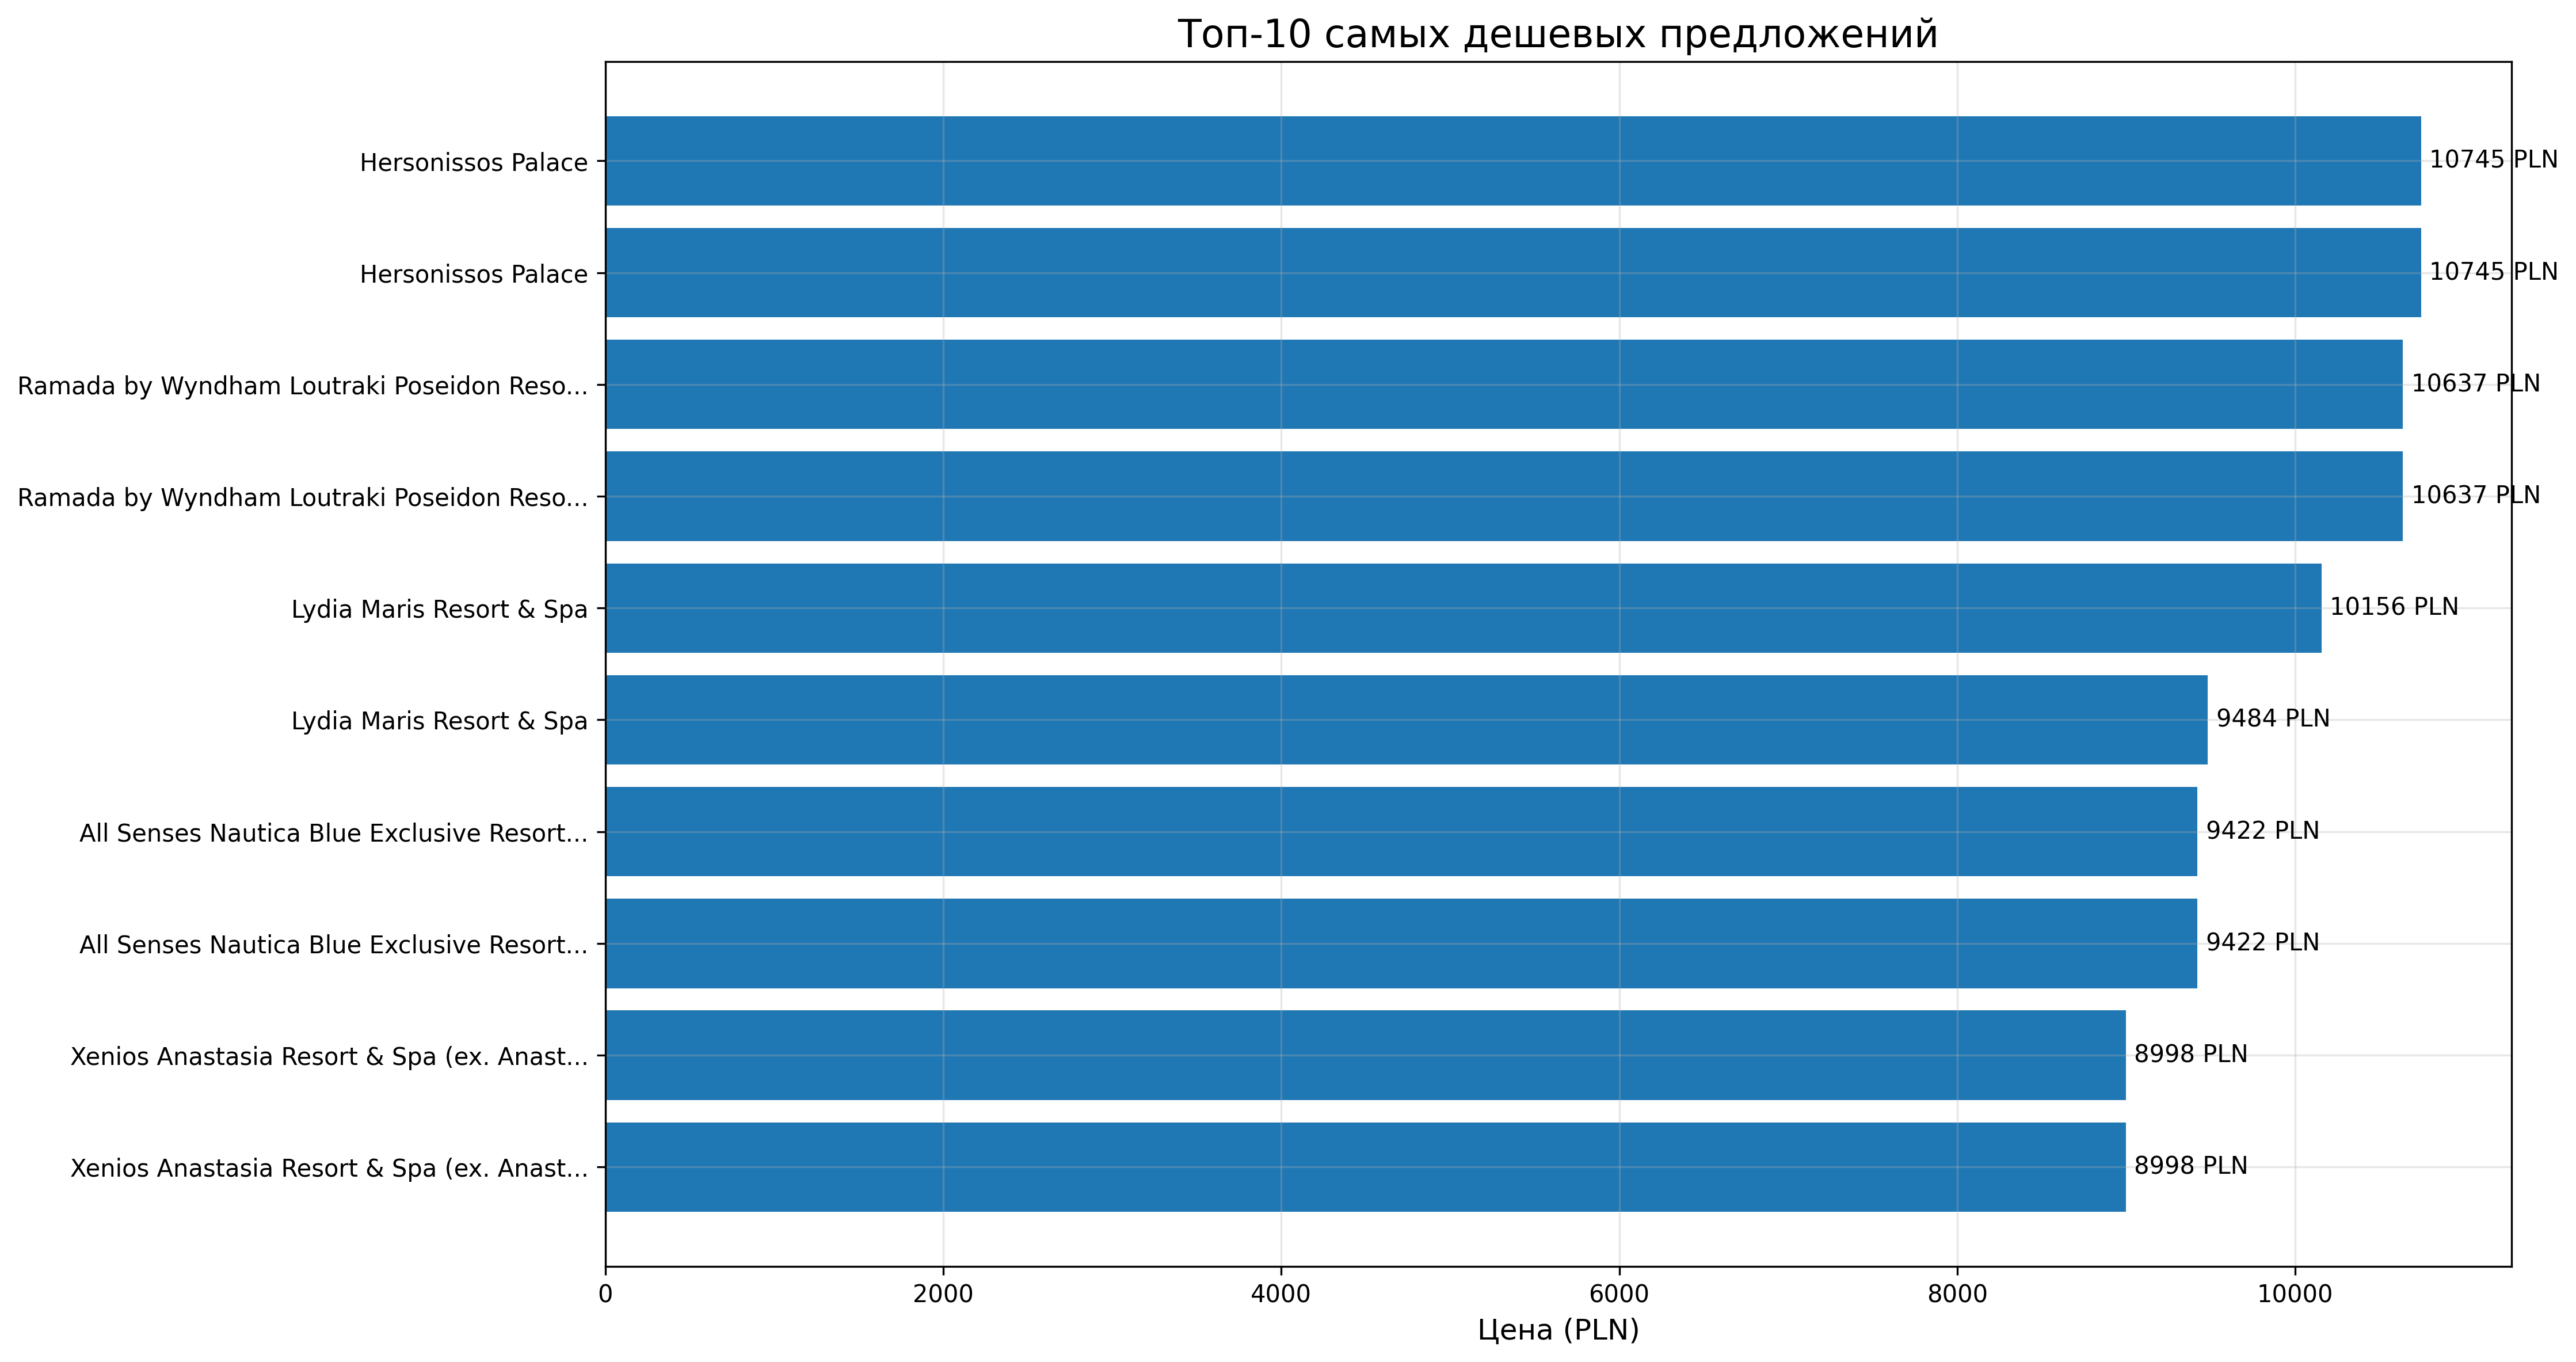 Топ-10 самых дешевых предложений
Hersonissos Palace
10745 PLN
Hersonissos Palace
10745 PLN
Ramada by Wyndham Loutraki Poseidon Reso...
10637 PLN
Ramada by Wyndham Loutraki Poseidon Reso...
10637 PLN
Lydia Maris Resort & Spa
10156 PLN
Lydia Maris Resort & Spa
9484 PLN
All Senses Nautica Blue Exclusive Resort...
9422 PLN
All Senses Nautica Blue Exclusive Resort...
9422 PLN
Xenios Anastasia Resort & Spa (ex. Anast...
8998 PLN
Xenios Anastasia Resort & Spa (ex. Anast...
8998 PLN
0 2000 4000 6000 8000 10000
Цена (PLN)